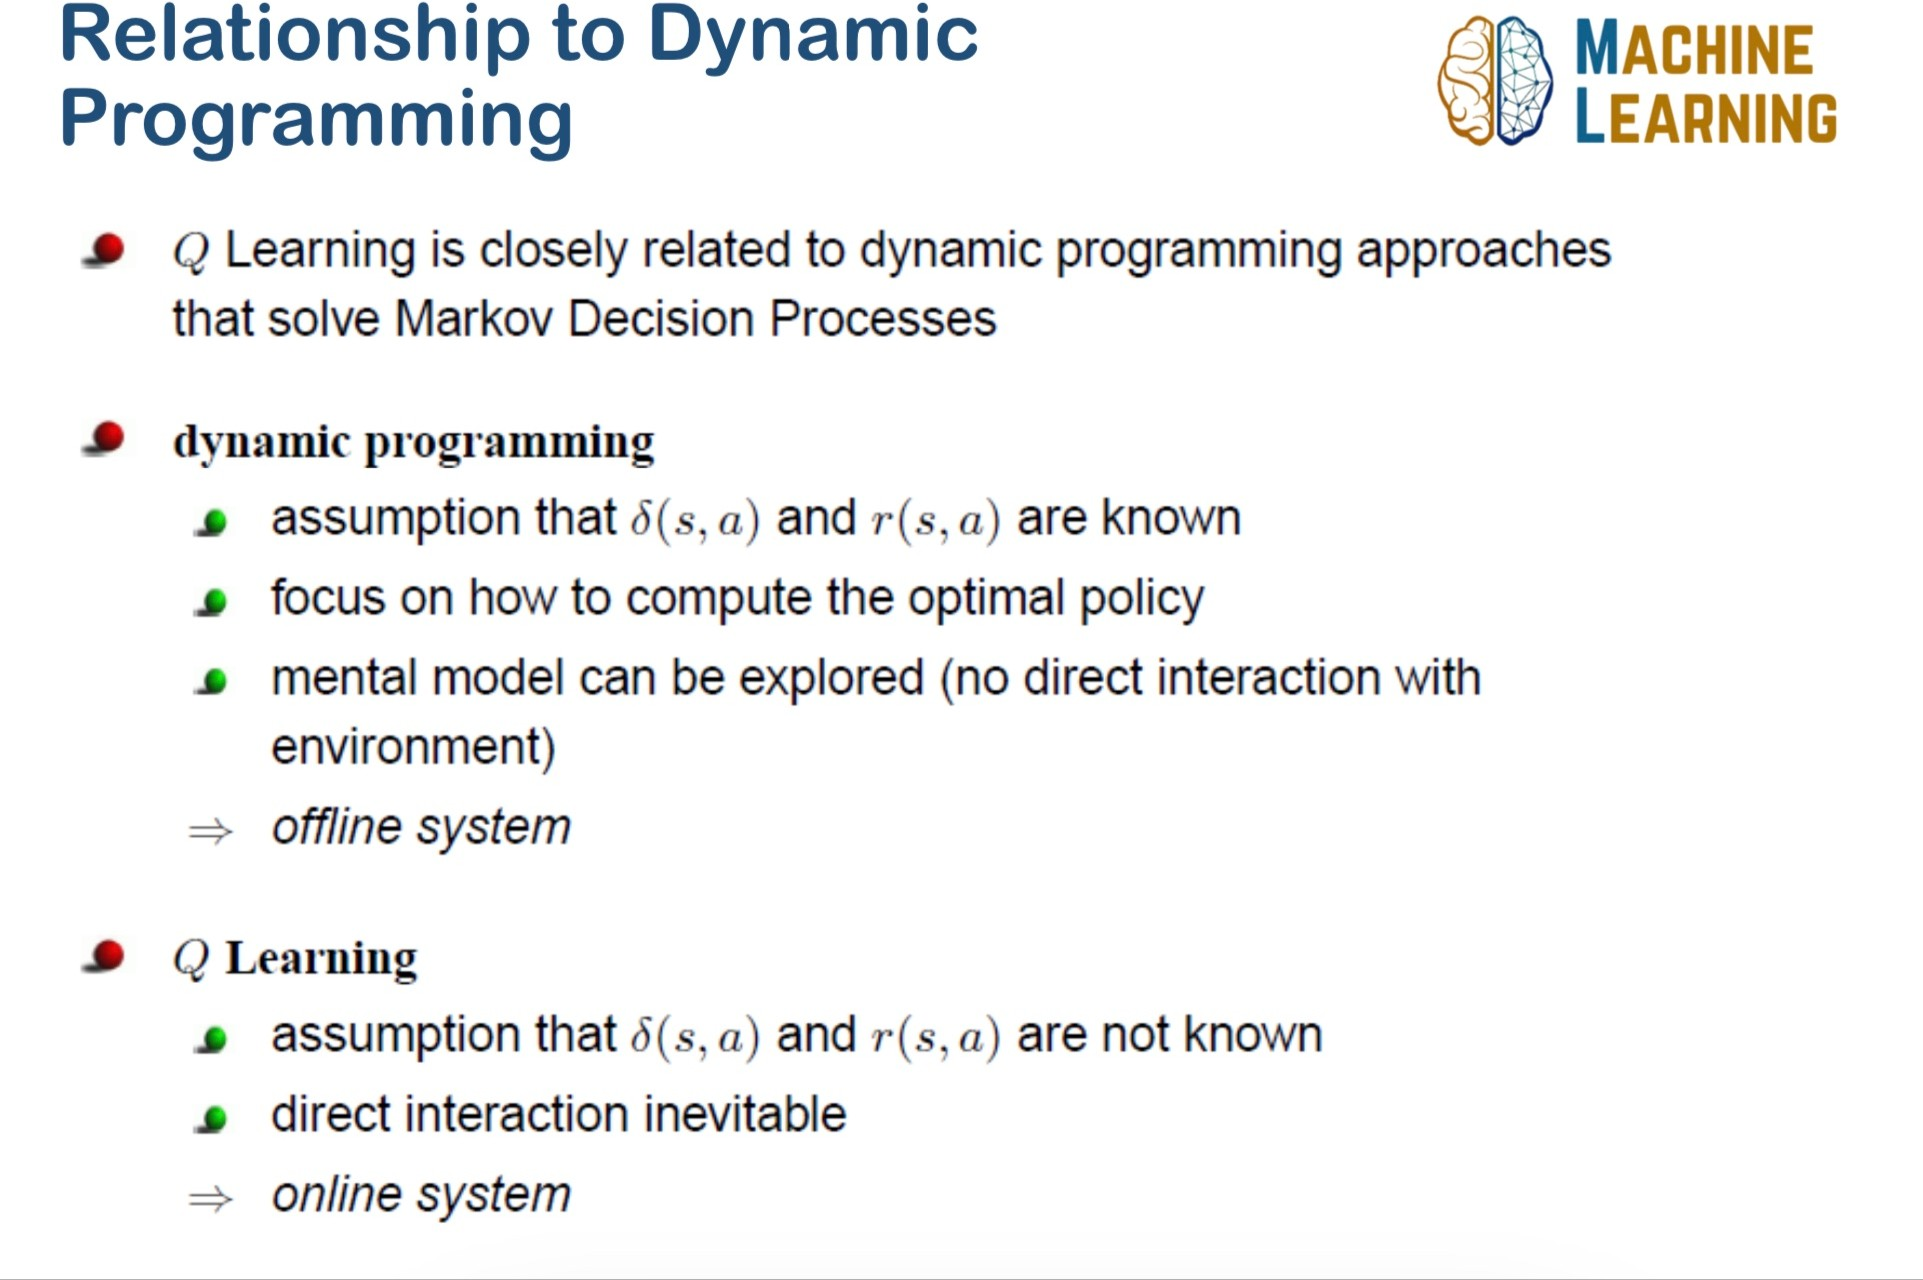 Relationship to Dynamic
Programming
MACHINE
LEARNING
Q Learning is closely related to dynamic programming approaches
that solve Markov Decision Processes
dynamic programming
assumption that δ(s, a) and r(s, a) are known
focus on how to compute the optimal policy
mental model can be explored (no direct interaction with
environment)
⇒ offline system
Q Learning
assumption that δ(s, a) and r(s, a) are not known
direct interaction inevitable
⇒ online system